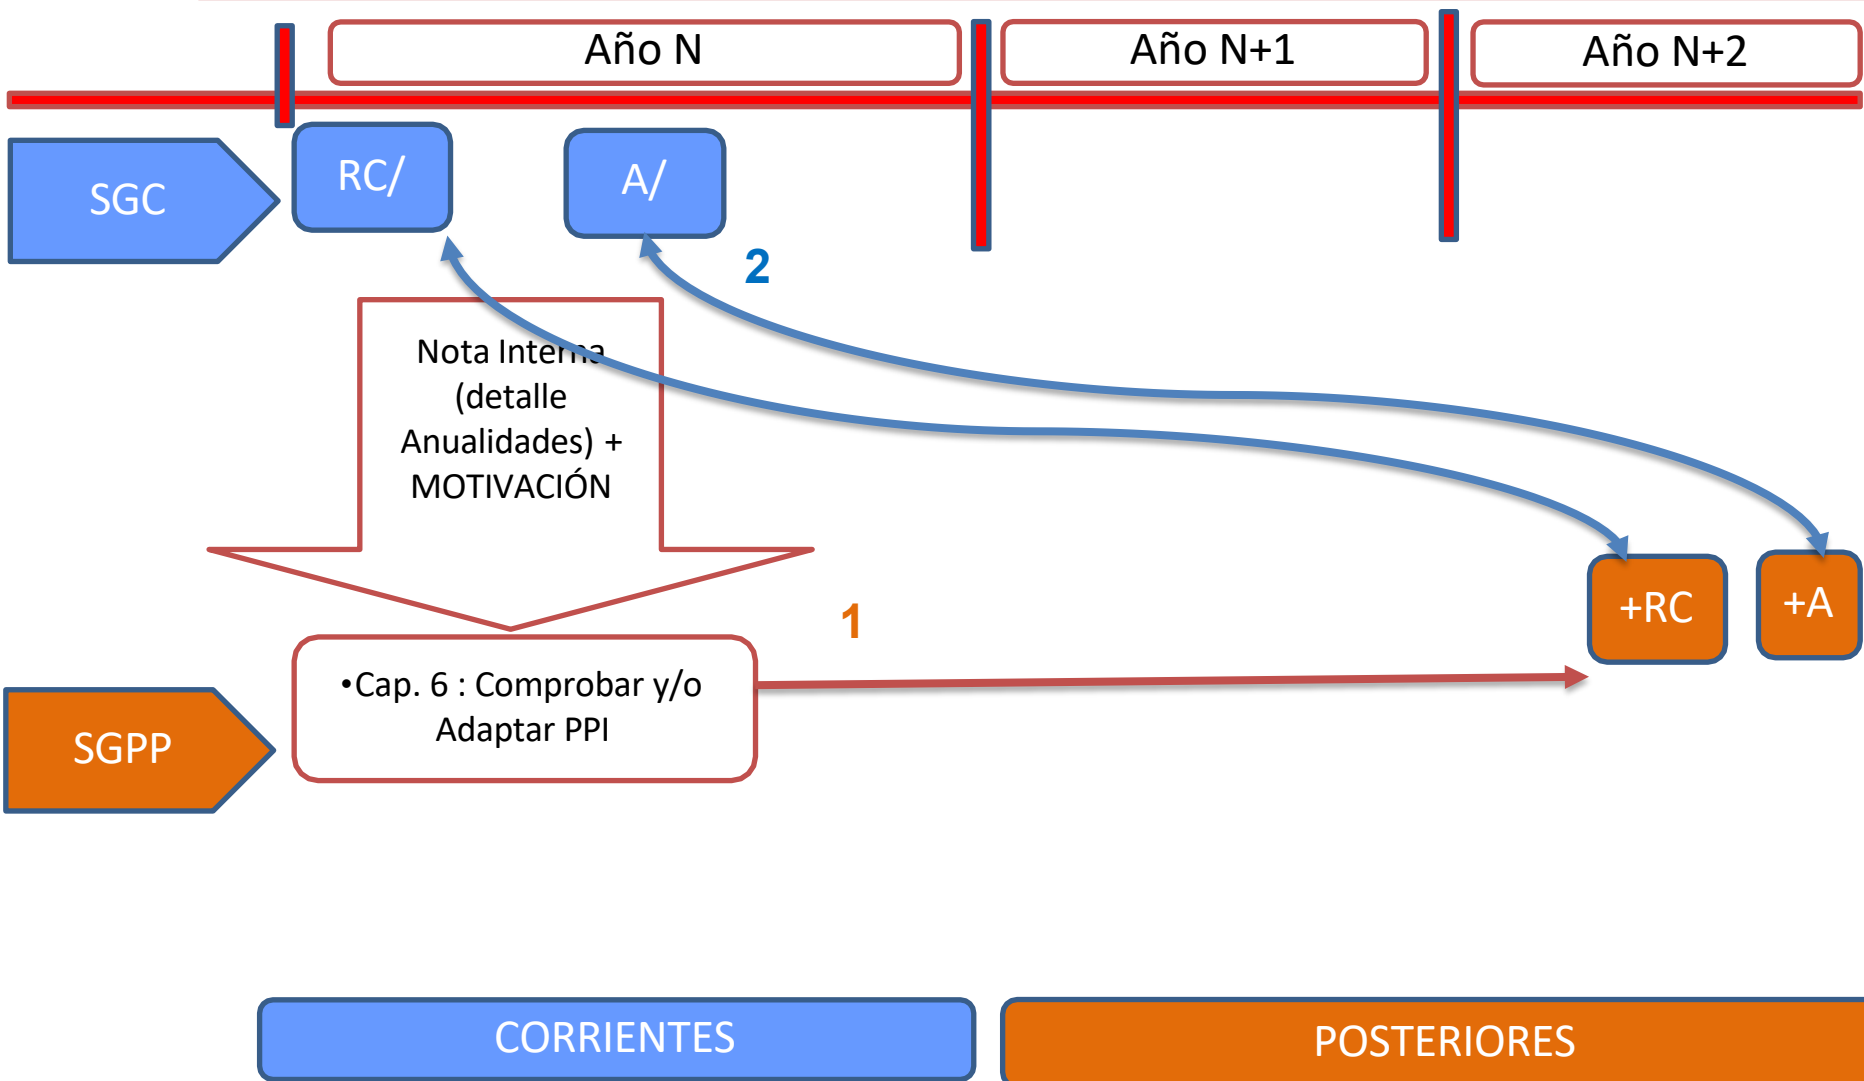 Año N
Año N+1
Año N+2
SGC
RC/
A/
2
Nota Interna
(detalle
Anualidades) +
MOTIVACIÓN
1
+RC
+A
•Cap. 6 : Comprobar y/o
Adaptar PPI
SGPP
CORRIENTES
POSTERIORES